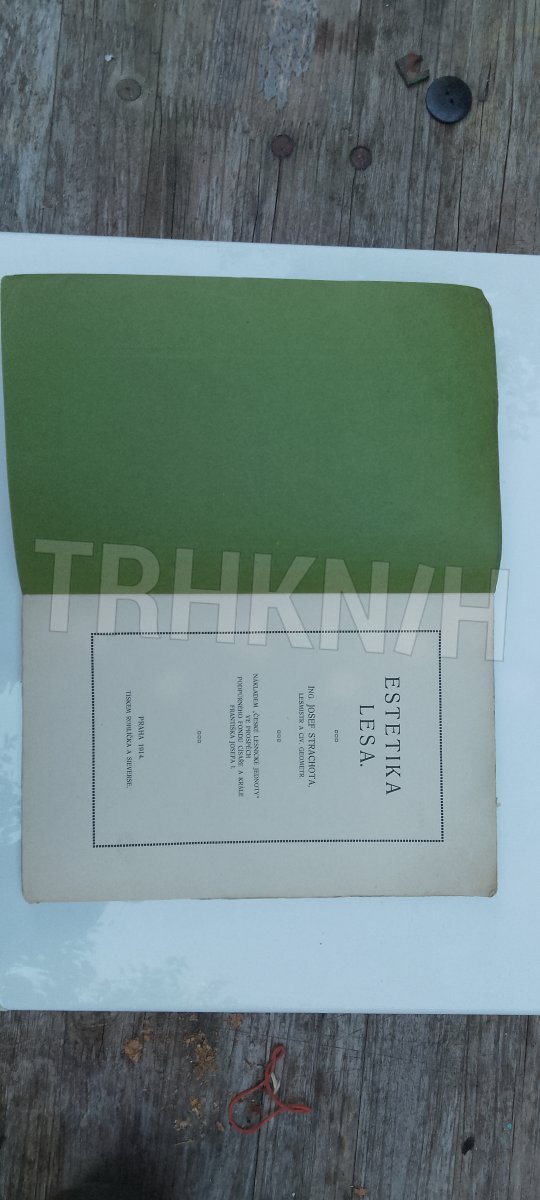 ESTETIKA
LESA.
ING. JOSEF STRACHOTA,
LESMISTR A CIV. GEOMETR.
NÁKLADEM „ČESKÉ LESNICKÉ JEDNOTY“
VE PROSPĚCH
PODPŮRNÉHO FONDU CÍSAŘE A KRÁLE
FRANTIŠKA JOSEFA I.
PRAHA 1914.
TISKEM ROHLÍČKA A SIEVERSE.
TRHKN/H